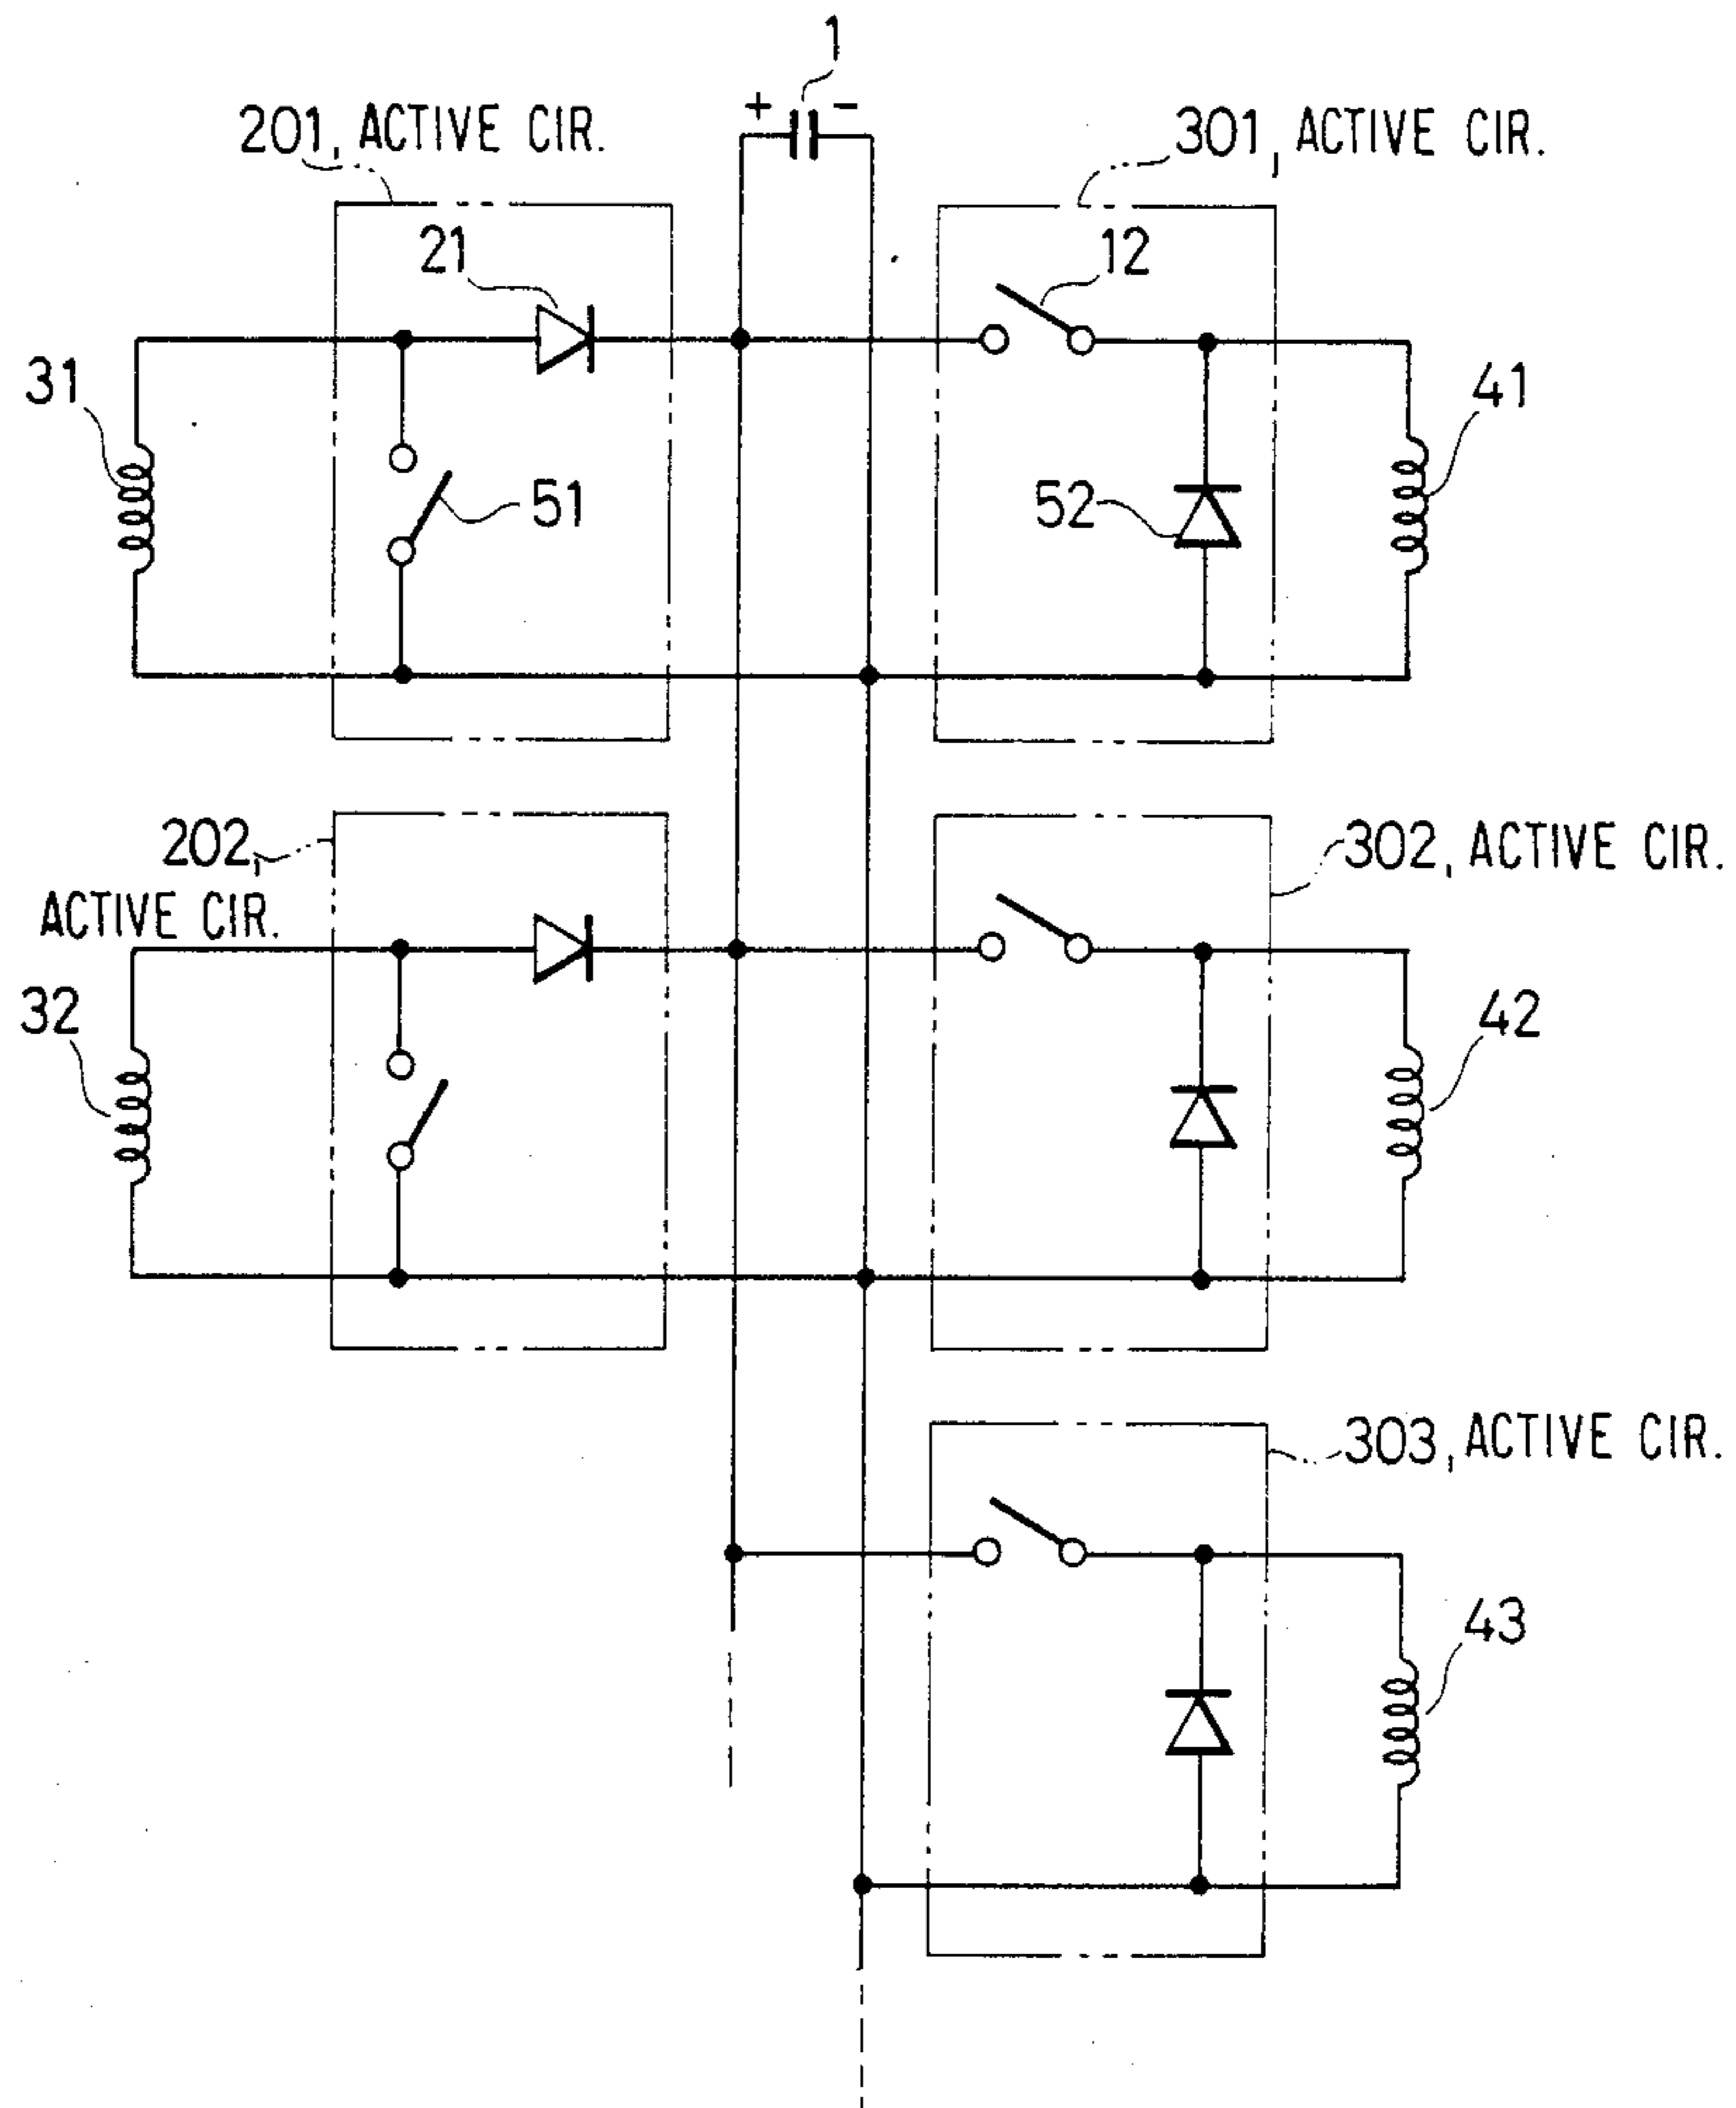 1
+ -
201, ACTIVE CIR.
301, ACTIVE CIR.
21
12
31
41
51
52
202,
ACTIVE CIR.
302, ACTIVE CIR.
32
42
303, ACTIVE CIR.
43